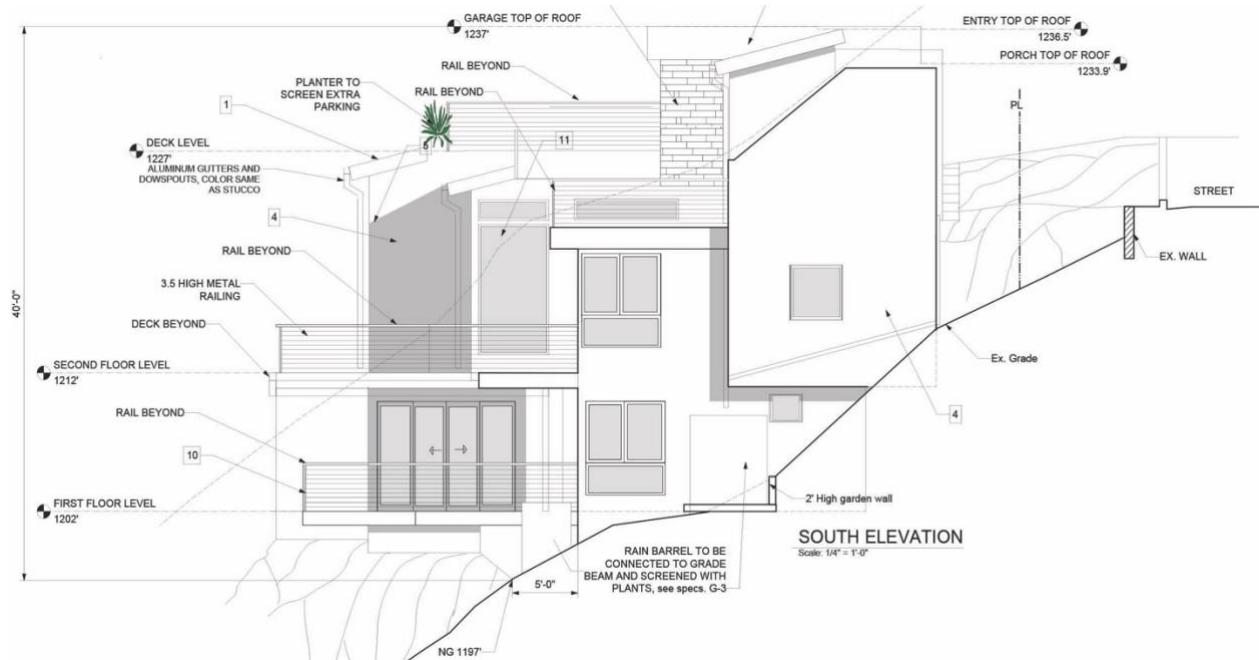 GARAGE TOP OF ROOF
1237'
ENTRY TOP OF ROOF
1236.5'
PORCH TOP OF ROOF
1233.9'
RAIL BEYOND
PLANTER TO
SCREEN EXTRA
PARKING
RAIL BEYOND
1
PL
5
11
DECK LEVEL
1227'
ALUMINUM GUTTERS AND
DOWSPOUTS, COLOR SAME
AS STUCCO
STREET
4
RAIL BEYOND
EX. WALL
3.5 HIGH METAL
RAILING
40'-0"
DECK BEYOND
Ex. Grade
SECOND FLOOR LEVEL
1212'
RAIL BEYOND
4
10
2' High garden wall
FIRST FLOOR LEVEL
1202'
SOUTH ELEVATION
Scale: 1/4" = 1'-0"
RAIN BARREL TO BE
CONNECTED TO GRADE
BEAM AND SCREENED WITH
PLANTS, see specs. G-3
5'-0"
NG 1197'